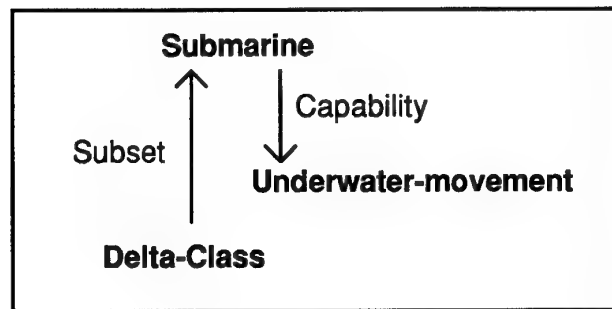 Submarine
Capability
Subset
Underwater-movement
Delta-Class